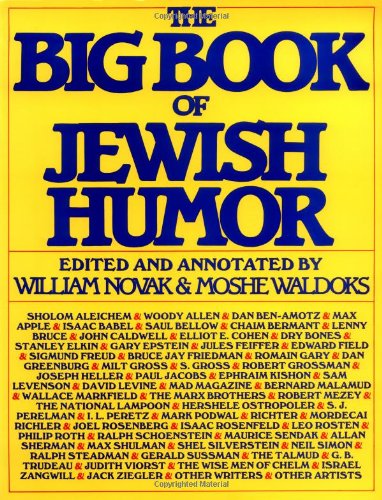 THE
BIG BOOK
OF
JEWISH
HUMOR
EDITED AND ANNOTATED BY
WILLIAM NOVAK & MOSHE WALDOKS
SHOLOM ALEICHEM & WOODY ALLEN & DAN BEN-AMOTZ & MAX
APPLE & ISAAC BABEL & SAUL BELLOW & CHAIM BERMANT & LENNY
BRUCE & JOHN CALDWELL & ELLIOT E. COHEN & DRY BONES &
STANLEY ELKIN & GARY EPSTEIN & JULES FEIFFER & EDWARD FIELD
& SIGMUND FREUD & BRUCE JAY FRIEDMAN & ROMAIN GARY & DAN
GREENBURG & MILT GROSS & S. GROSS & ROBERT GROSSMAN &
JOSEPH HELLER & PAUL JACOBS & EPHRAIM KISHON & SAM
LEVENSON & DAVID LEVINE & MAD MAGAZINE & BERNARD MALAMUD
& WALLACE MARKFIELD & THE MARX BROTHERS & ROBERT MEZEY &
THE NATIONAL LAMPOON & HERSHELE OSTROPOLER & S. J.
PERELMAN & I. L. PERETZ & MARK PODWAL & RICHTER & MORDECAI
RICHLER & JOEL ROSENBERG & ISAAC ROSENFELD & LEO ROSTEN &
PHILIP ROTH & RALPH SCHOENSTEIN & MAURICE SENDAK & ALLAN
SHERMAN & MAX SHULMAN & SHEL SILVERSTEIN & NEIL SIMON &
RALPH STEADMAN & GERALD SUSSMAN & THE TALMUD & G. B.
TRUDEAU & JUDITH VIORST & THE WISE MEN OF CHELM & ISRAEL
ZANGWILL & JACK ZIEGLER & OTHER WRITERS & OTHER ARTISTS
Copyrighted Material
Copyrighted Material